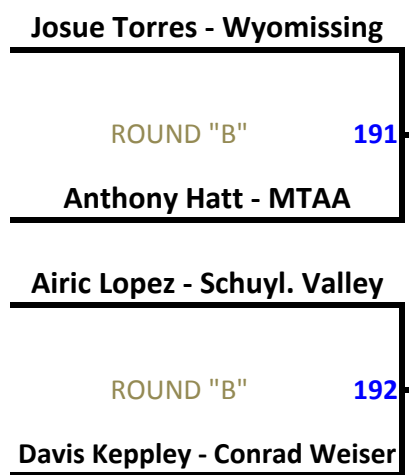 Josue Torres - Wyomissing
ROUND "B" 191
Anthony Hatt - MTAA
Airic Lopez - Schuyl. Valley
ROUND "B" 192
Davis Keppley - Conrad Weiser